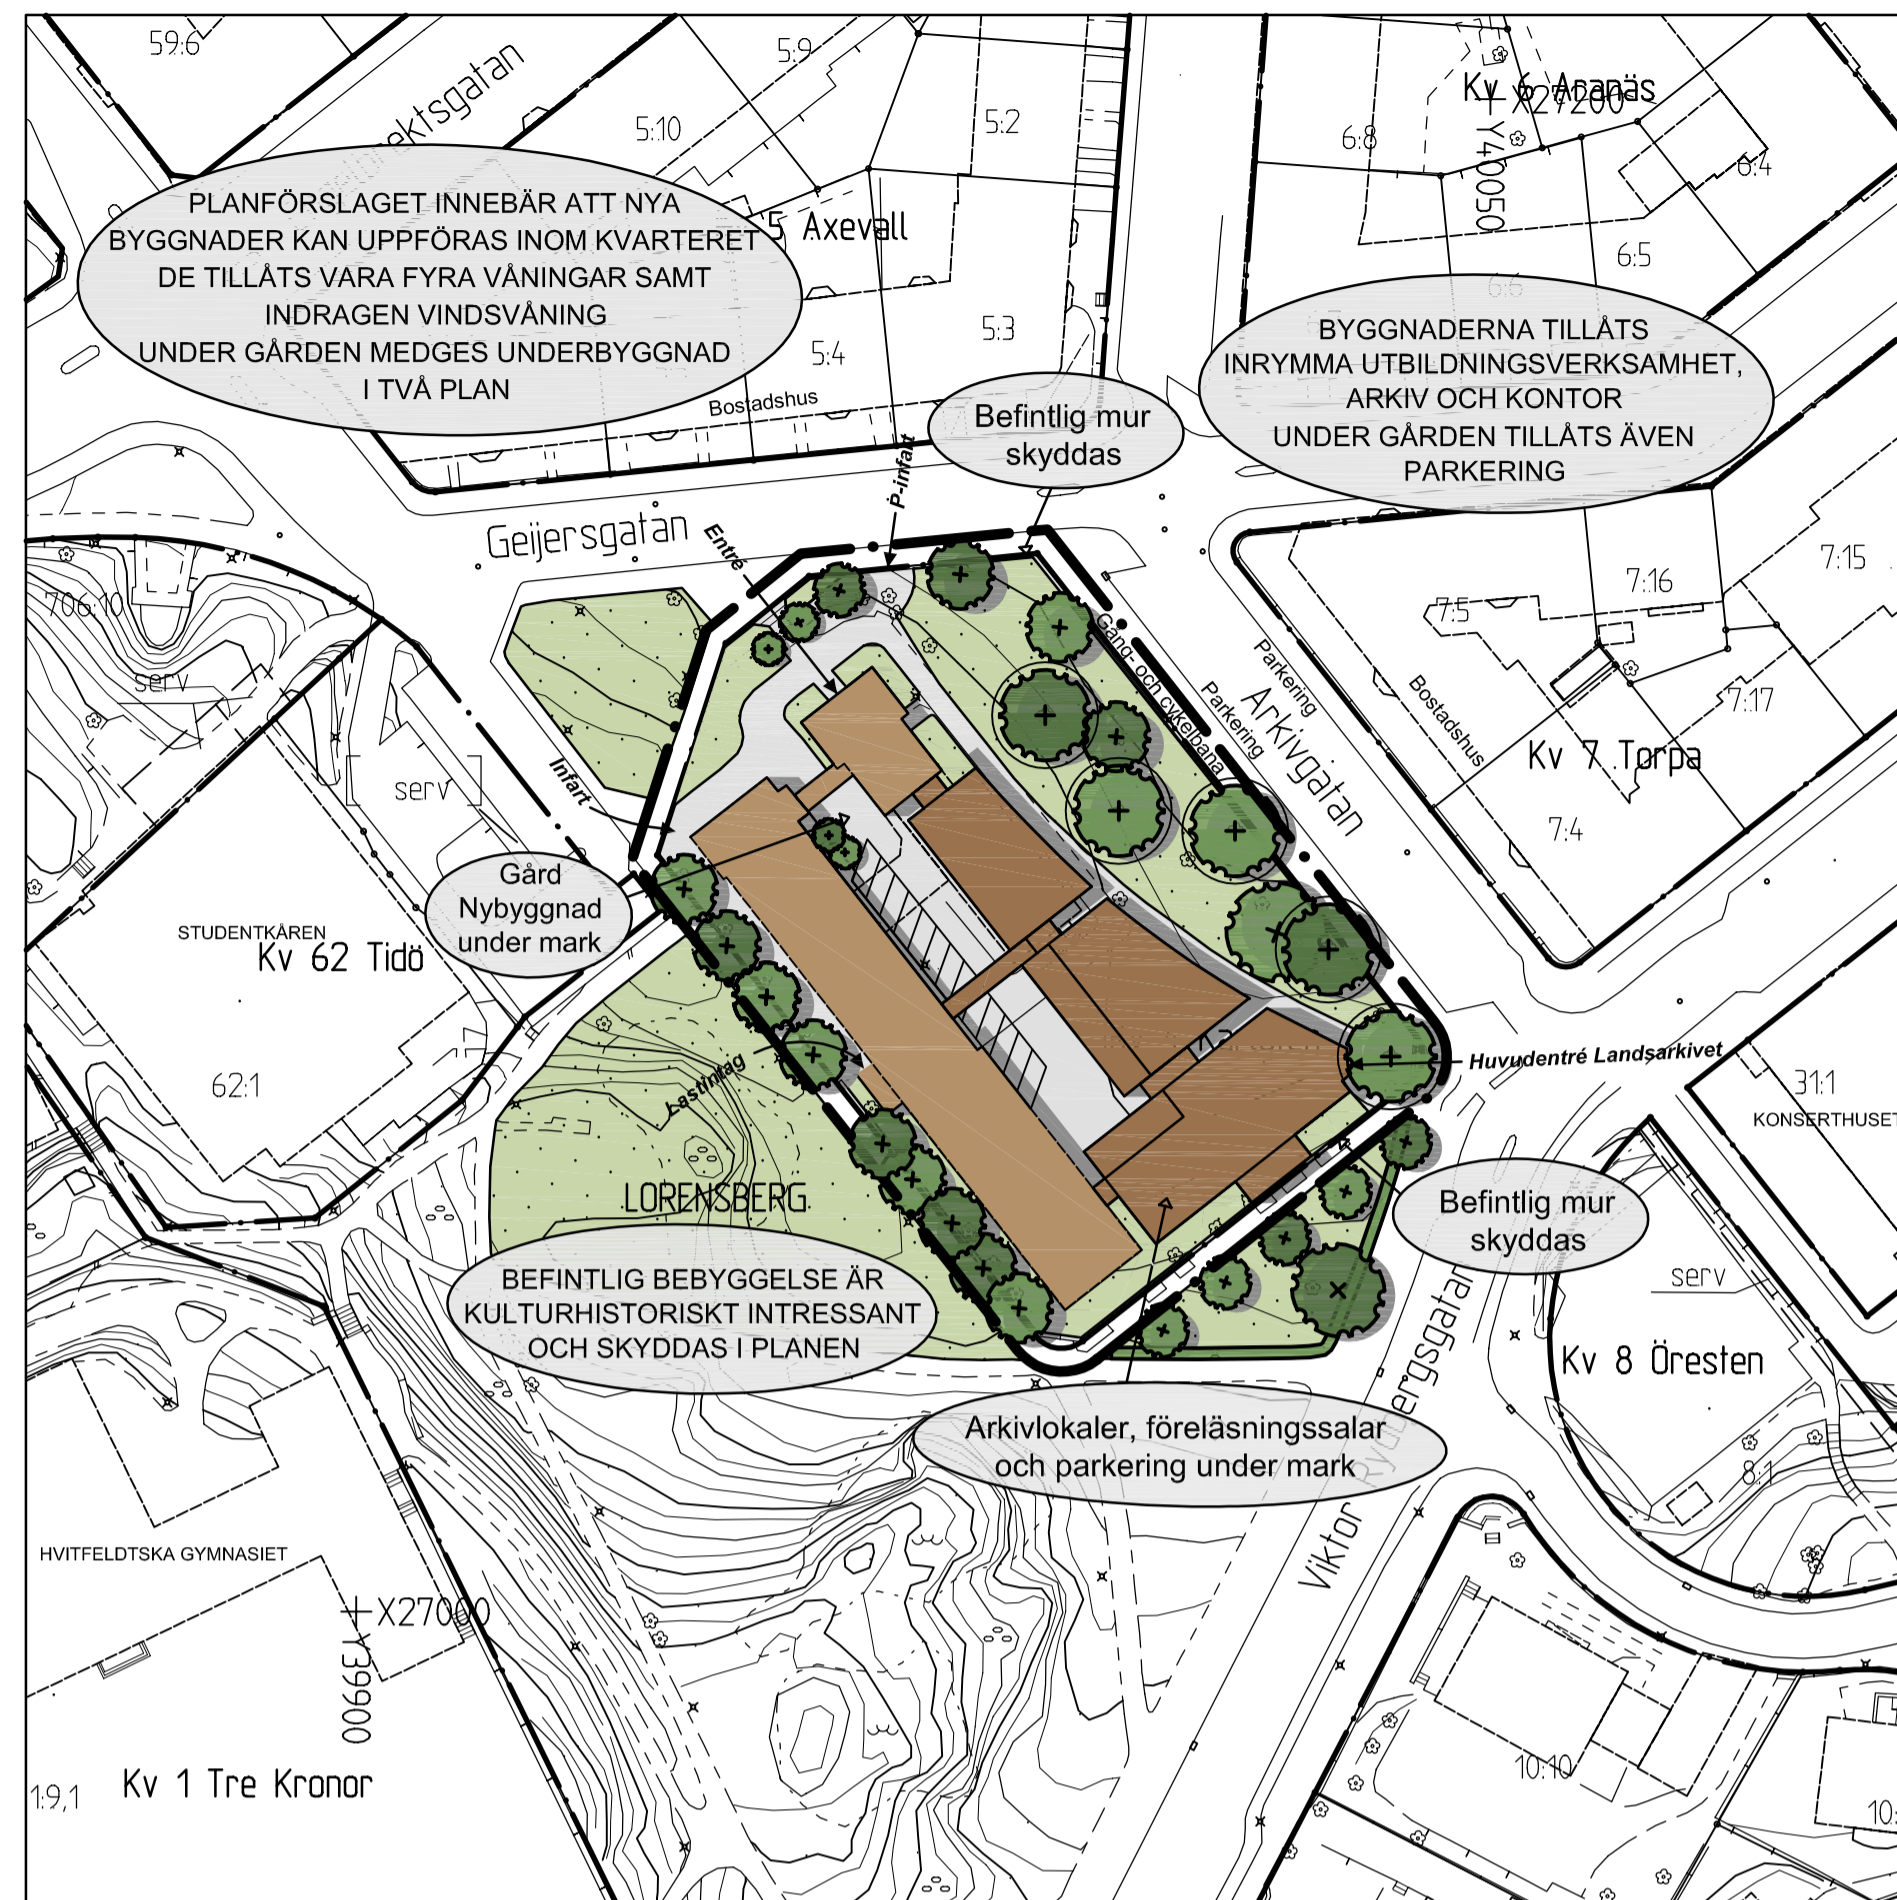 59:6
5:9
5:10
5:2
Kv 6 Aranäs
X27200
Y40050
6:8
6:4
6:5
6:6
PLANFÖRSLAGET INNEBÄR ATT NYA
BYGGNADER KAN UPPFÖRAS INOM KVARTERET
DE TILLÅTS VARA FYRA VÅNINGAR SAMT
INDRAGEN VINDSVÅNING
UNDER GÅRDEN MEDGES UNDERBYGGNAD
I TVÅ PLAN
5 Axevall
5:3
5:4
Bostadshus
BYGGNADERNA TILLÅTS
INRYMMA UTBILDNINGSVERKSAMHET,
ARKIV OCH KONTOR
UNDER GÅRDEN TILLÅTS ÄVEN
PARKERING
Befintlig mur
skyddas
P-infart
Geijersgatan
Entré
706:10
serv
serv
Infart
Gång- och cykelbana
Parkering
Parkering
Arkivgatan
Bostadshus
7:5
7:16
7:15
7:17
Kv 7 Torpa
7:4
Gård
Nybyggnad
under mark
STUDENTKÅREN
Kv 62 Tidö
62:1
Lastintag
Huvudentré Landsarkivet
31:1
KONSERTHUSET
LORENSBERG
Befintlig mur
skyddas
serv
BEFINTLIG BEBYGGELSE ÄR
KULTURHISTORISKT INTRESSANT
OCH SKYDDAS I PLANEN
Kv 8 Öresten
8:1
Arkivlokaler, föreläsningssalar
och parkering under mark
Viktor
HVITFELDTSKA GYMNASIET
X27000
Y39900
Kv 1 Tre Kronor
1:9,1
10:10